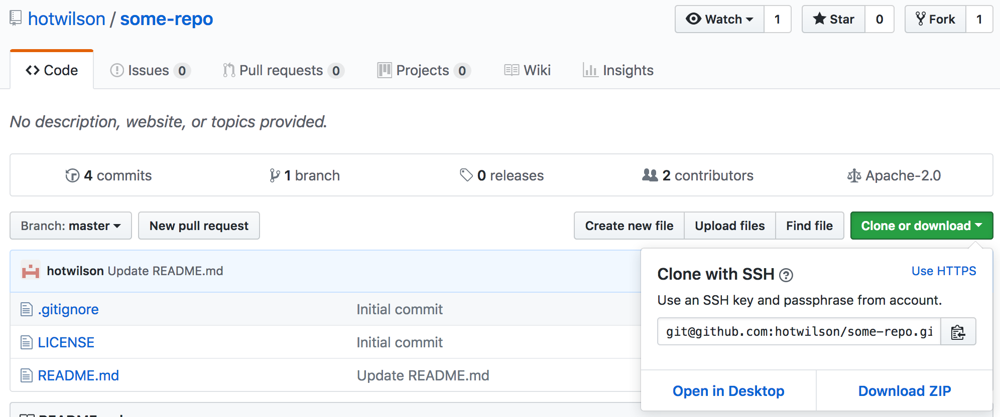 hotwilson / some-repo
Watch 1 Star 0 Fork 1
Code Issues 0 Pull requests 0 Projects 0 Wiki Insights
No description, website, or topics provided.
4 commits 1 branch 0 releases 2 contributors Apache-2.0
Branch: master New pull request Create new file Upload files Find file Clone or download
hotwilson Update README.md
.gitignore Initial commit
LICENSE Initial commit
README.md Update README.md
Clone with SSH ?
Use HTTPS
Use an SSH key and passphrase from account.
git@github.com:hotwilson/some-repo.gi
Open in Desktop Download ZIP
README.md